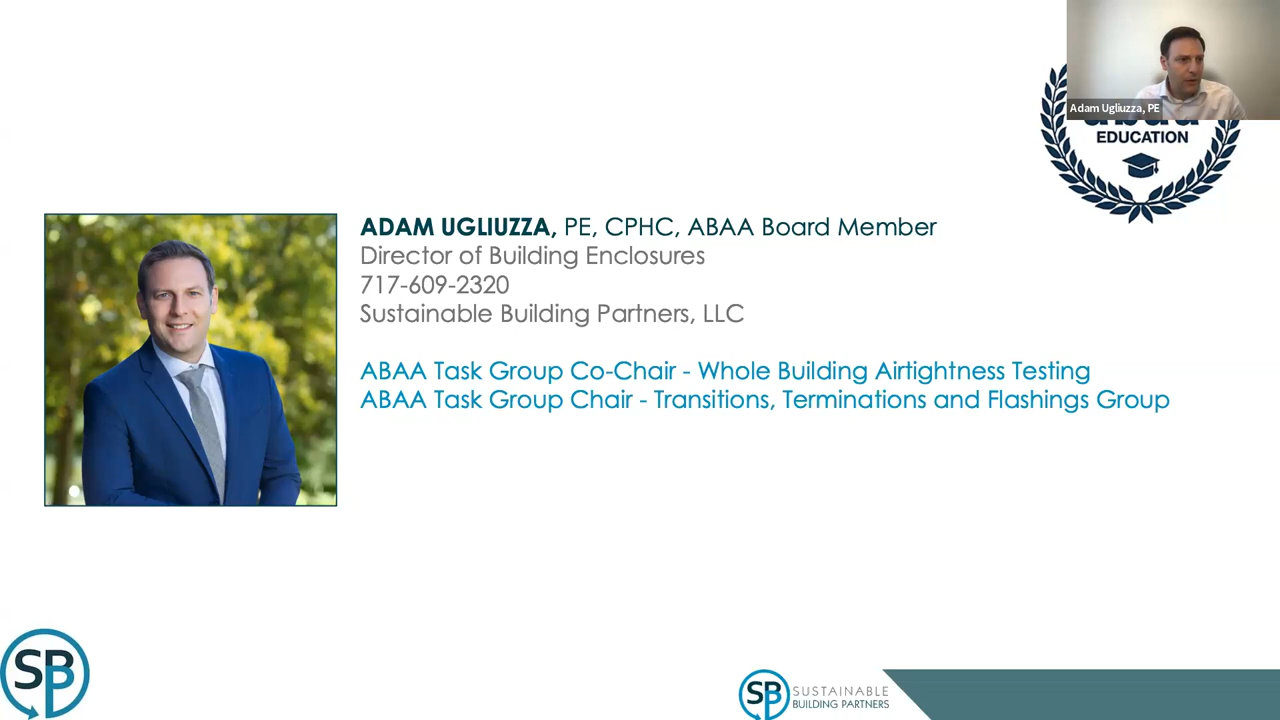 Adam Ugliuzza, PE
EDUCATION
ADAM UGLIUZZA, PE, CPHC, ABAA Board Member
Director of Building Enclosures
717-609-2320
Sustainable Building Partners, LLC
ABAA Task Group Co-Chair - Whole Building Airtightness Testing
ABAA Task Group Chair - Transitions, Terminations and Flashings Group
SBP
SBP
SUSTAINABLE
BUILDING PARTNERS